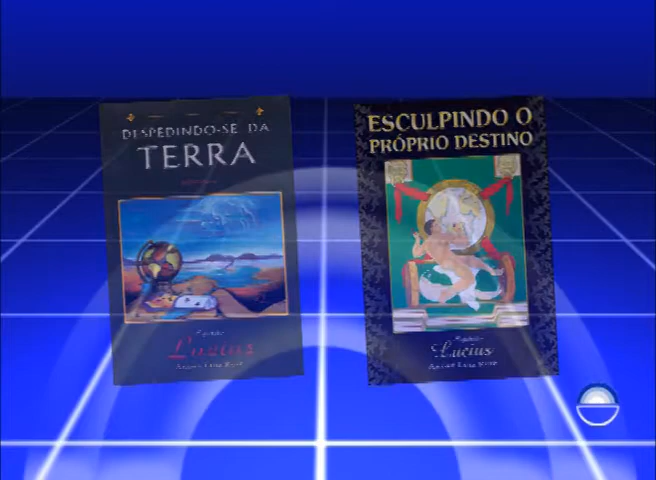 DESPEDINDO-SE DA
TERRA
Lucius
ESCULPINDO O
PRÓPRIO DESTINO
Lucius